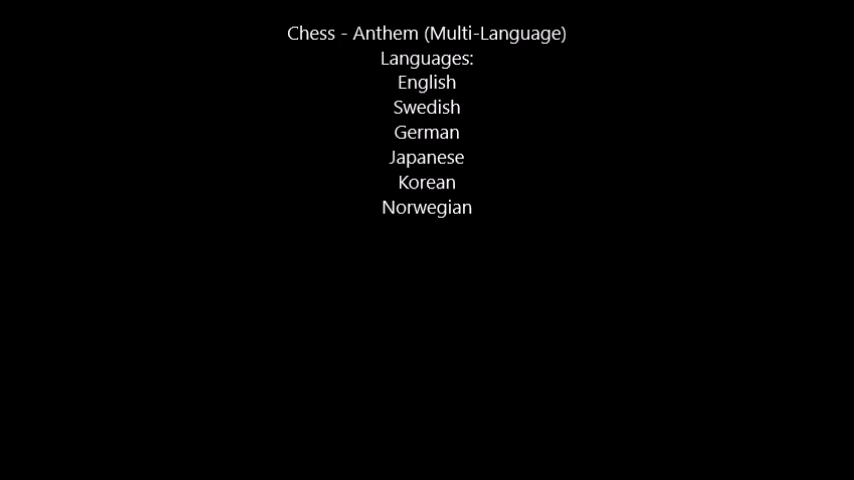 Chess - Anthem (Multi-Language)
Languages:
English
Swedish
German
Japanese
Korean
Norwegian